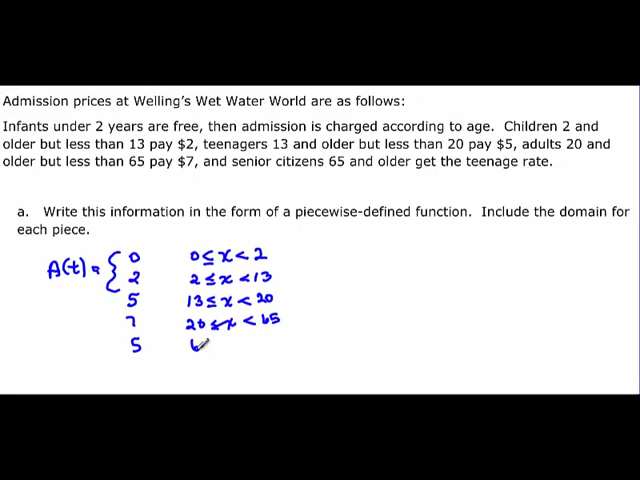 Admission prices at Welling's Wet Water World are as follows:
Infants under 2 years are free, then admission is charged according to age. Children 2 and
older but less than 13 pay $2, teenagers 13 and older but less than 20 pay $5, adults 20 and
older but less than 65 pay $7, and senior citizens 65 and older get the teenage rate.
a. Write this information in the form of a piecewise-defined function. Include the domain for
each piece.
A(t) = { 0 0 ≤ x < 2
2 2 ≤ x < 13
5 13 ≤ x < 20
7 20 ≤ x < 65
5 6